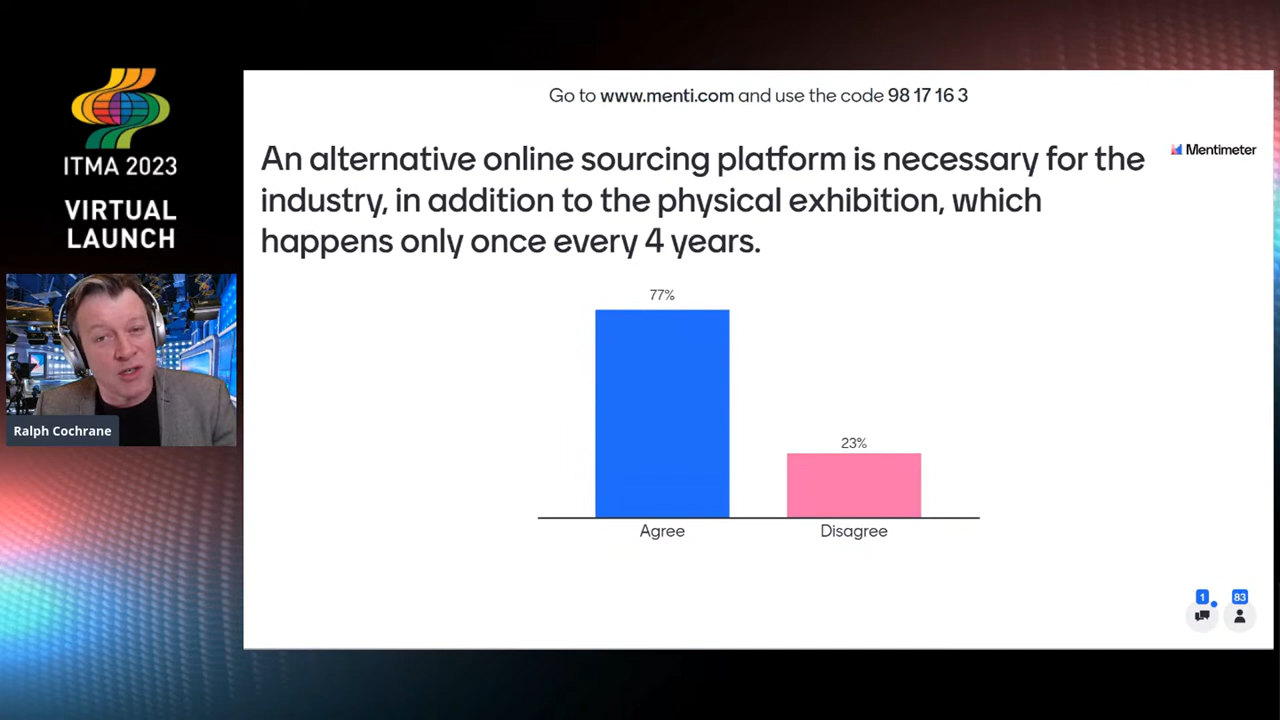 Go to www.menti.com and use the code 98 17 16 3
ITMA 2023
VIRTUAL
LAUNCH
An alternative online sourcing platform is necessary for the
industry, in addition to the physical exhibition, which
happens only once every 4 years.
Mentimeter
77%
23%
Agree
Disagree
Ralph Cochrane
1
83